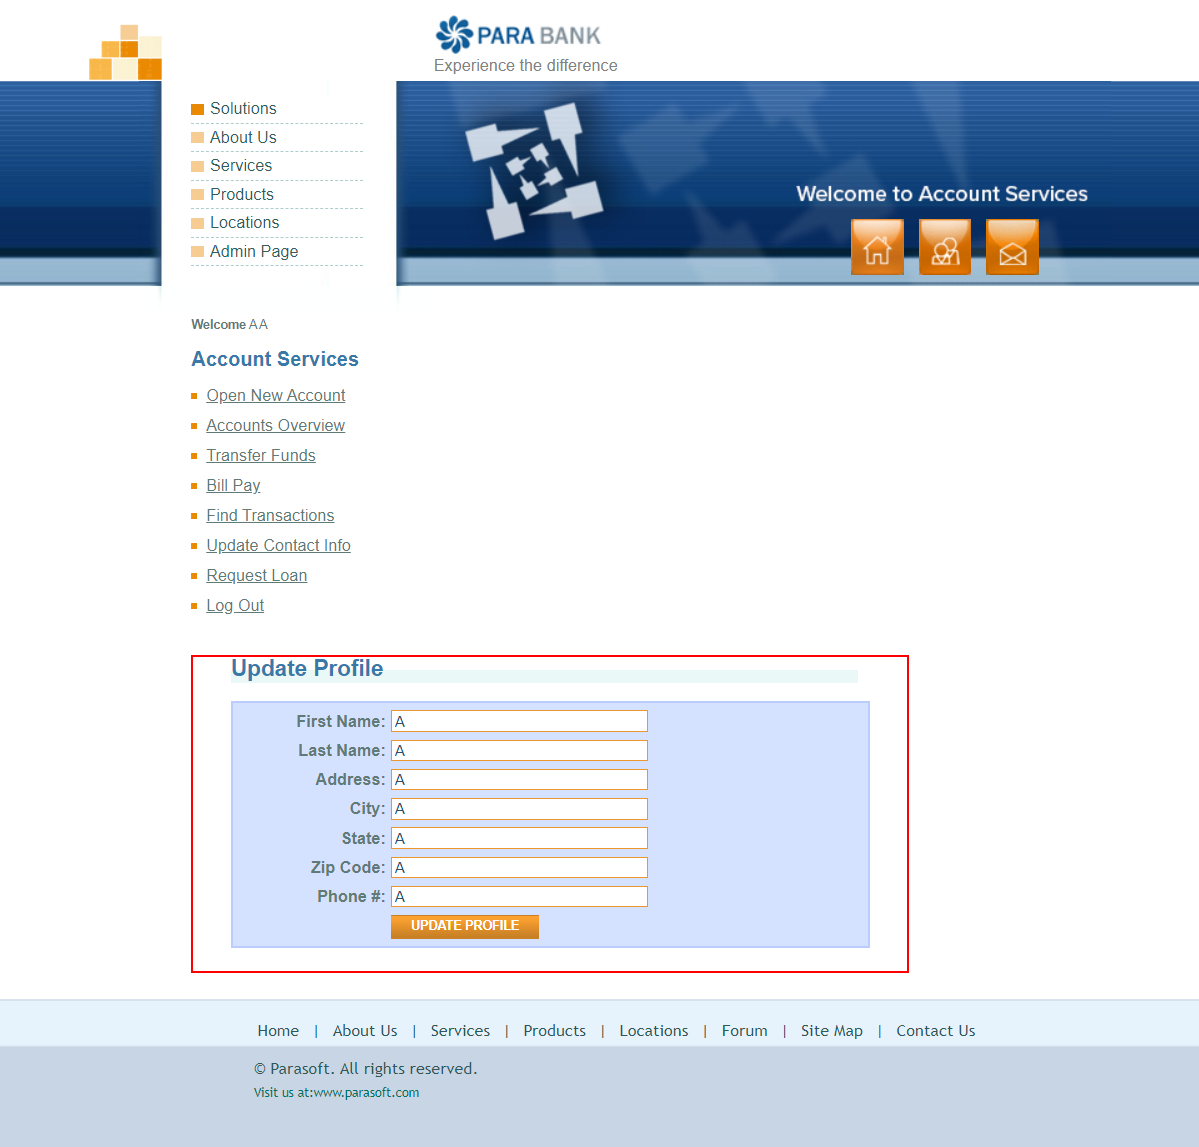 PARA BANK
Experience the difference
Solutions
About Us
Services
Products
Locations
Admin Page
Welcome to Account Services
Welcome A A
Account Services
Open New Account
Accounts Overview
Transfer Funds
Bill Pay
Find Transactions
Update Contact Info
Request Loan
Log Out
Update Profile
First Name: A
Last Name: A
Address: A
City: A
State: A
Zip Code: A
Phone #: A
UPDATE PROFILE
Home | About Us | Services | Products | Locations | Forum | Site Map | Contact Us
© Parasoft. All rights reserved.
Visit us at:www.parasoft.com